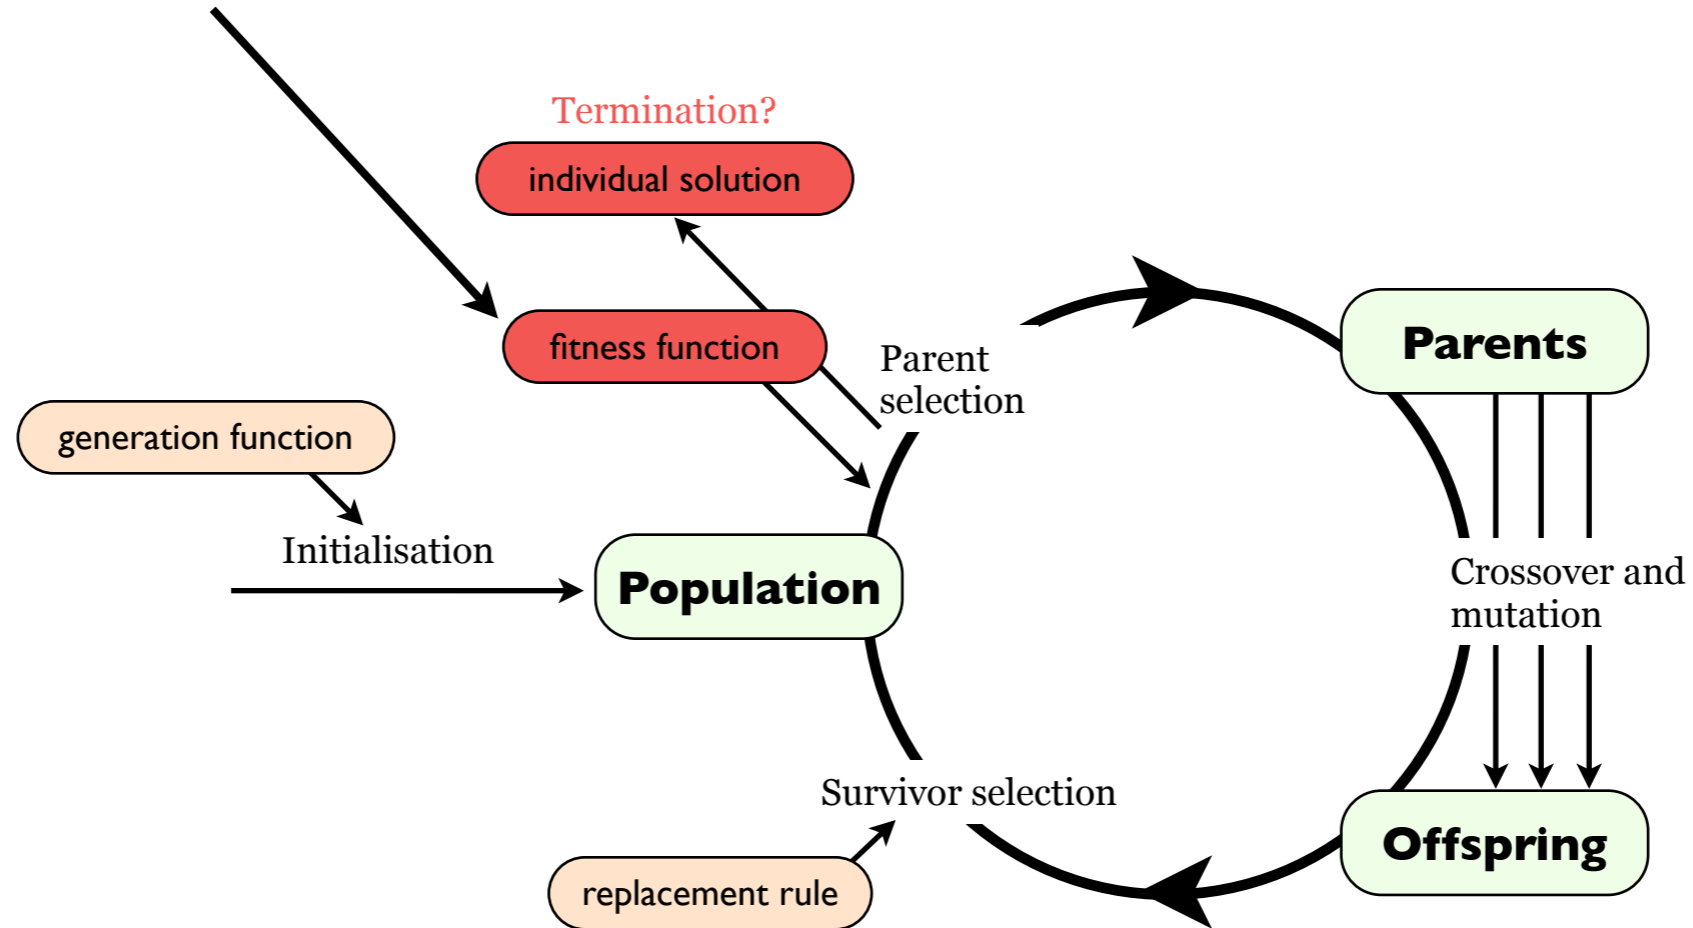 Termination?
individual solution
fitness function
Parent
selection
Parents
generation function
Initialisation
Population
Crossover and
mutation
Survivor selection
Offspring
replacement rule